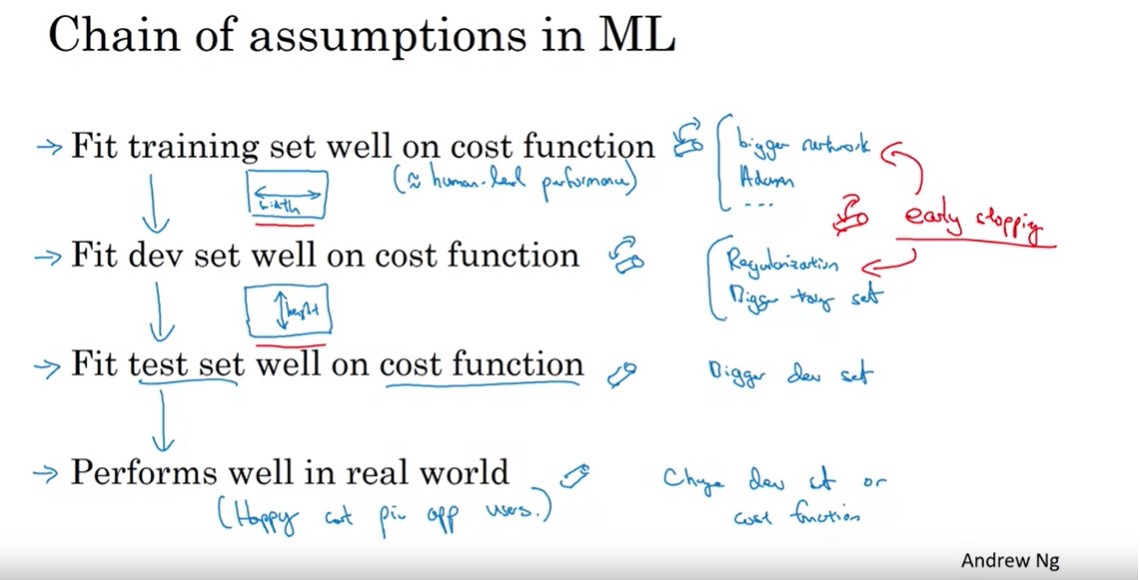 Chain of assumptions in ML
→ Fit training set well on cost function
bigger network
(≈ human-level performance)
Adam
...
width
early stopping
→ Fit dev set well on cost function
Regularization
Bigger training set
height
→ Fit test set well on cost function
Bigger dev set
→ Performs well in real world
Change dev set or
cost function
(Happy cat pic app users.)
Andrew Ng